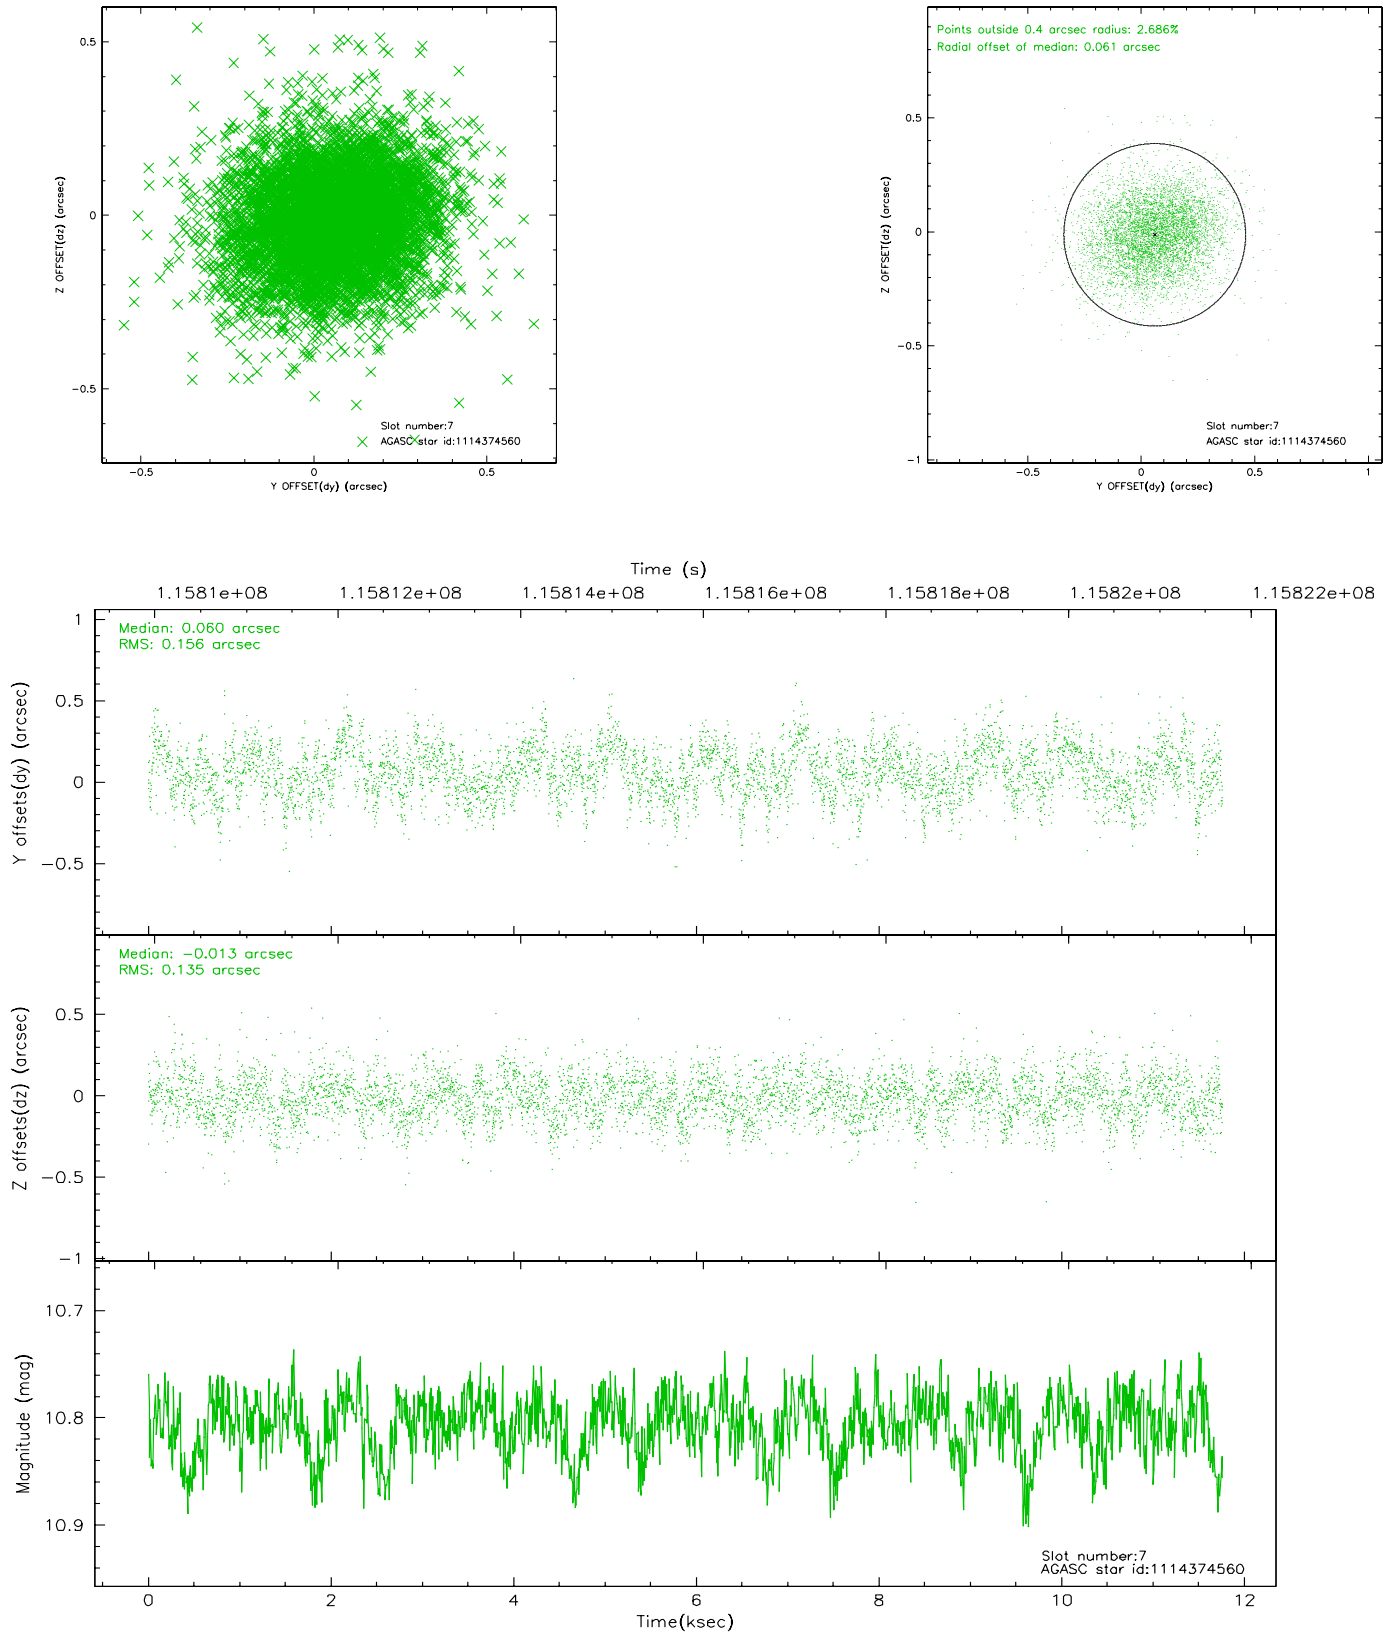 0.5
0
-0.5
Z OFFSET(dz) (arcsec)
Slot number:7
AGASC star id:1114374560
-0.5 0 0.5
Y OFFSET(dy) (arcsec)
Points outside 0.4 arcsec radius: 2.686%
Radial offset of median: 0.061 arcsec
0.5
0
-0.5
-1
Z OFFSET(dz) (arcsec)
Slot number:7
AGASC star id:1114374560
-0.5 0 0.5 1
Y OFFSET(dy) (arcsec)
Time (s)
1.1581e+08 1.15812e+08 1.15814e+08 1.15816e+08 1.15818e+08 1.1582e+08 1.15822e+08
Median: 0.060 arcsec
RMS: 0.156 arcsec
1
0.5
0
-0.5
Y offsets(dy) (arcsec)
Median: -0.013 arcsec
RMS: 0.135 arcsec
0.5
0
-0.5
-1
Z offsets(dz) (arcsec)
10.7
10.8
10.9
Magnitude (mag)
Slot number:7
AGASC star id:1114374560
0 2 4 6 8 10 12
Time(ksec)